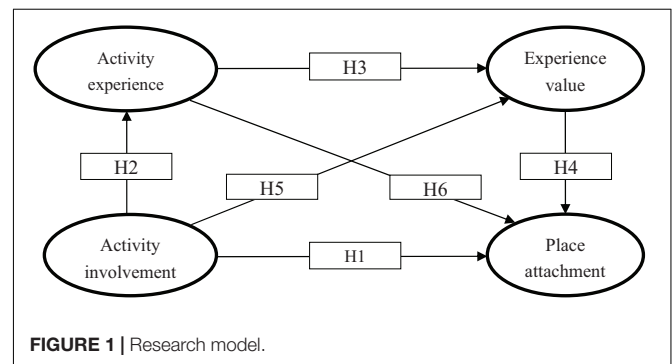 Activity
experience
H3
Experience
value
H2
H5
H6
H4
Activity
involvement
H1
Place
attachment
FIGURE 1 | Research model.